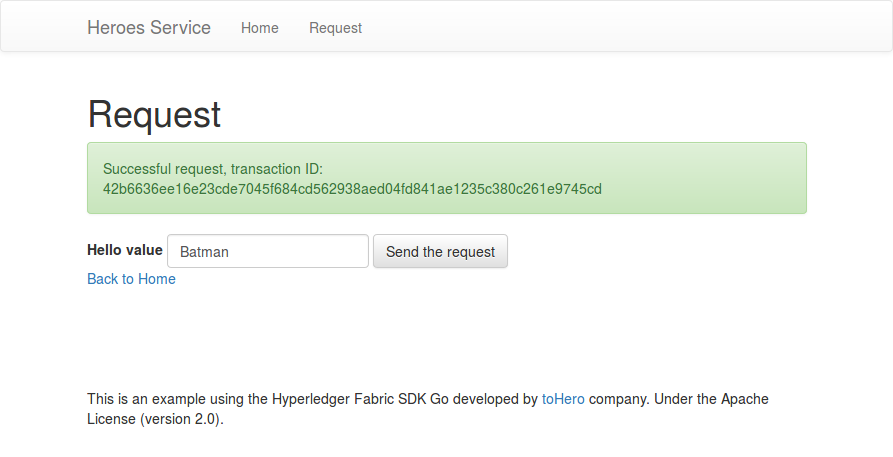 Heroes Service Home Request
Request
Successful request, transaction ID:
42b6636ee16e23cde7045f684cd562938aed04fd841ae1235c380c261e9745cd
Hello value Batman Send the request
Back to Home
This is an example using the Hyperledger Fabric SDK Go developed by toHero company. Under the Apache
License (version 2.0).